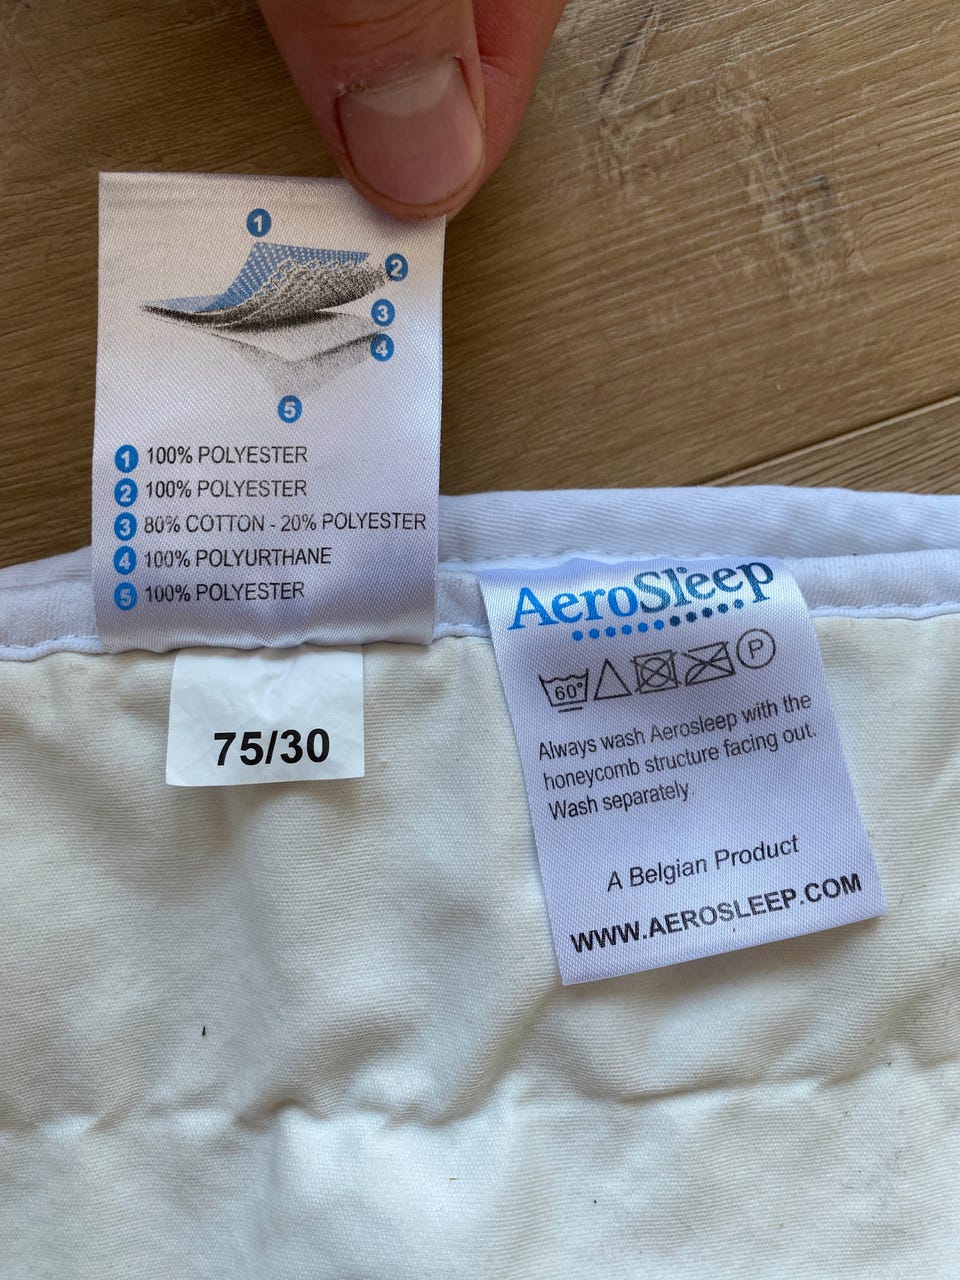 1
2
3
4
5
1 100% POLYESTER
2 100% POLYESTER
3 80% COTTON - 20% POLYESTER
4 100% POLYURTHANE
5 100% POLYESTER
75/30
AeroSleep
60° P
Always wash Aerosleep with the
honeycomb structure facing out.
Wash separately
A Belgian Product
WWW.AEROSLEEP.COM